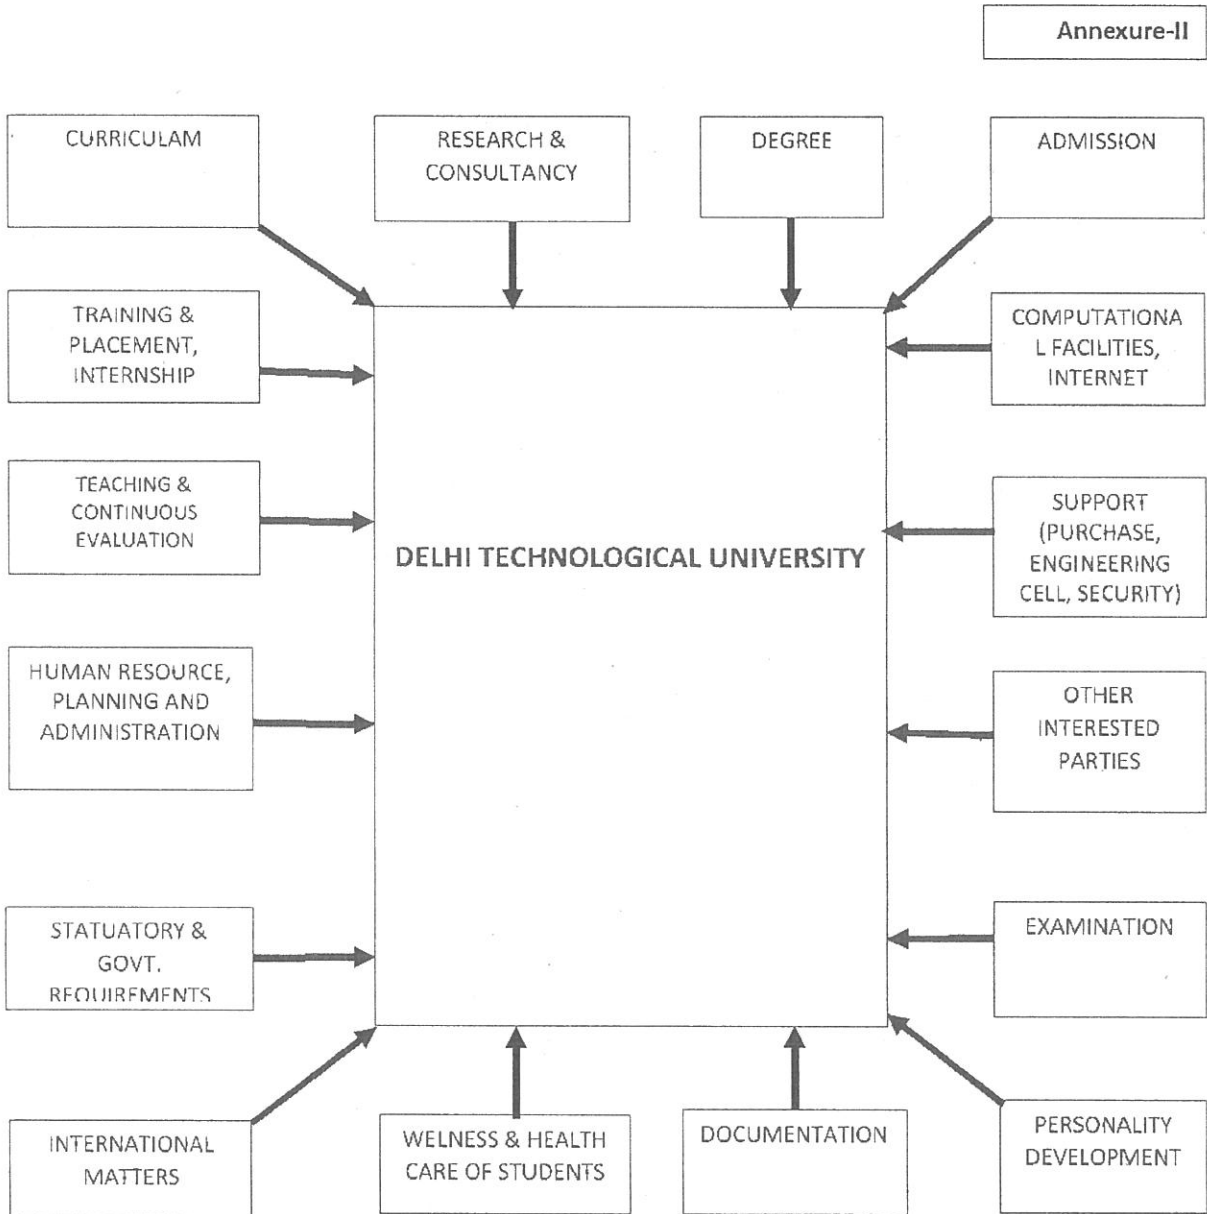 Annexure-II
CURRICULAM
RESEARCH &
CONSULTANCY
DEGREE
ADMISSION
TRAINING &
PLACEMENT,
INTERNSHIP
COMPUTATIONA
L FACILITIES,
INTERNET
TEACHING &
CONTINUOUS
EVALUATION
SUPPORT
(PURCHASE,
ENGINEERING
CELL, SECURITY)
DELHI TECHNOLOGICAL UNIVERSITY
HUMAN RESOURCE,
PLANNING AND
ADMINISTRATION
OTHER
INTERESTED
PARTIES
STATUATORY &
GOVT.
REQUIREMENTS
EXAMINATION
INTERNATIONAL
MATTERS
WELNESS & HEALTH
CARE OF STUDENTS
DOCUMENTATION
PERSONALITY
DEVELOPMENT